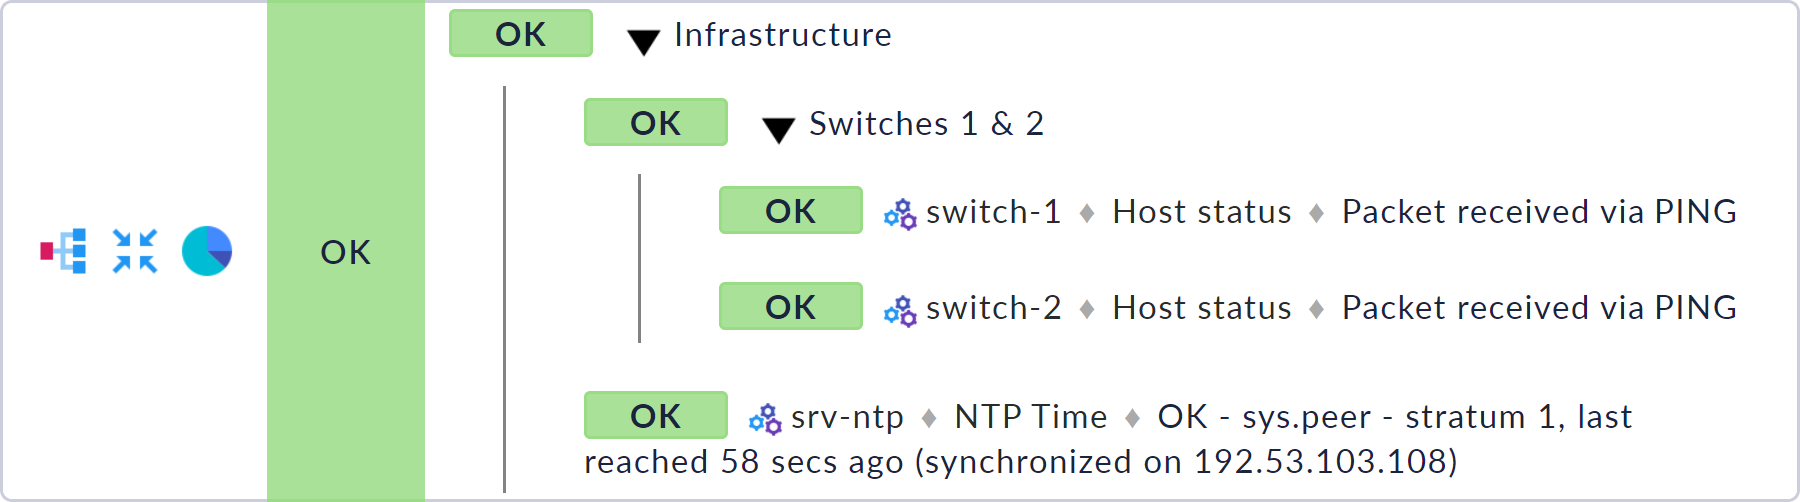 OK
OK ▼ Infrastructure
OK ▼ Switches 1 & 2
OK switch-1 ♦ Host status ♦ Packet received via PING
OK switch-2 ♦ Host status ♦ Packet received via PING
OK srv-ntp ♦ NTP Time ♦ OK - sys.peer - stratum 1, last
reached 58 secs ago (synchronized on 192.53.103.108)